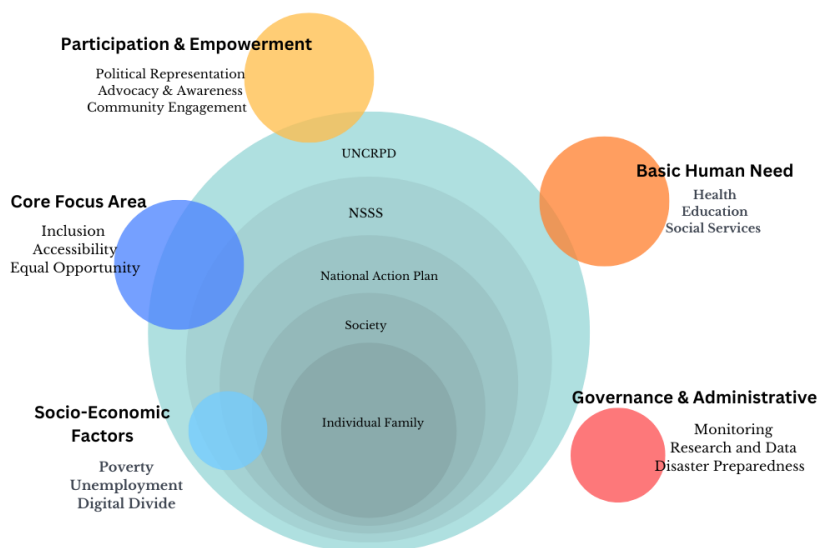 Participation & Empowerment
Political Representation
Advocacy & Awareness
Community Engagement
UNCRPD
Basic Human Need
Health
Education
Social Services
Core Focus Area
Inclusion
Accessibility
Equal Opportunity
NSSS
National Action Plan
Society
Individual Family
Socio-Economic
Factors
Poverty
Unemployment
Digital Divide
Governance & Administrative
Monitoring
Research and Data
Disaster Preparedness